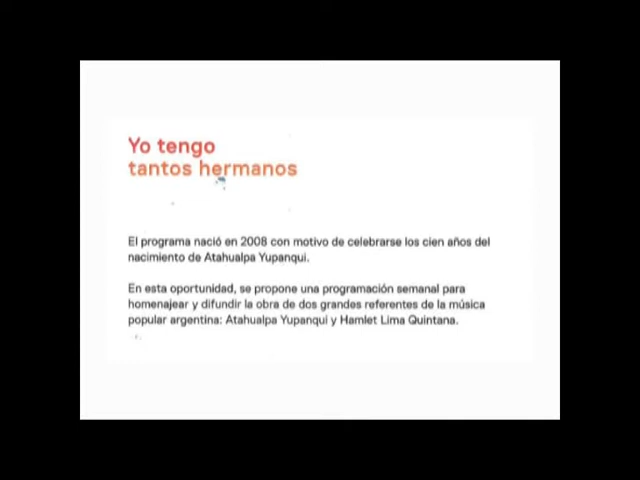 Yo tengo
tantos hermanos
El programa nació en 2008 con motivo de celebrarse los cien años del
nacimiento de Atahualpa Yupanqui.
En esta oportunidad, se propone una programación semanal para
homenajear y difundir la obra de dos grandes referentes de la música
popular argentina: Atahualpa Yupanqui y Hamlet Lima Quintana.